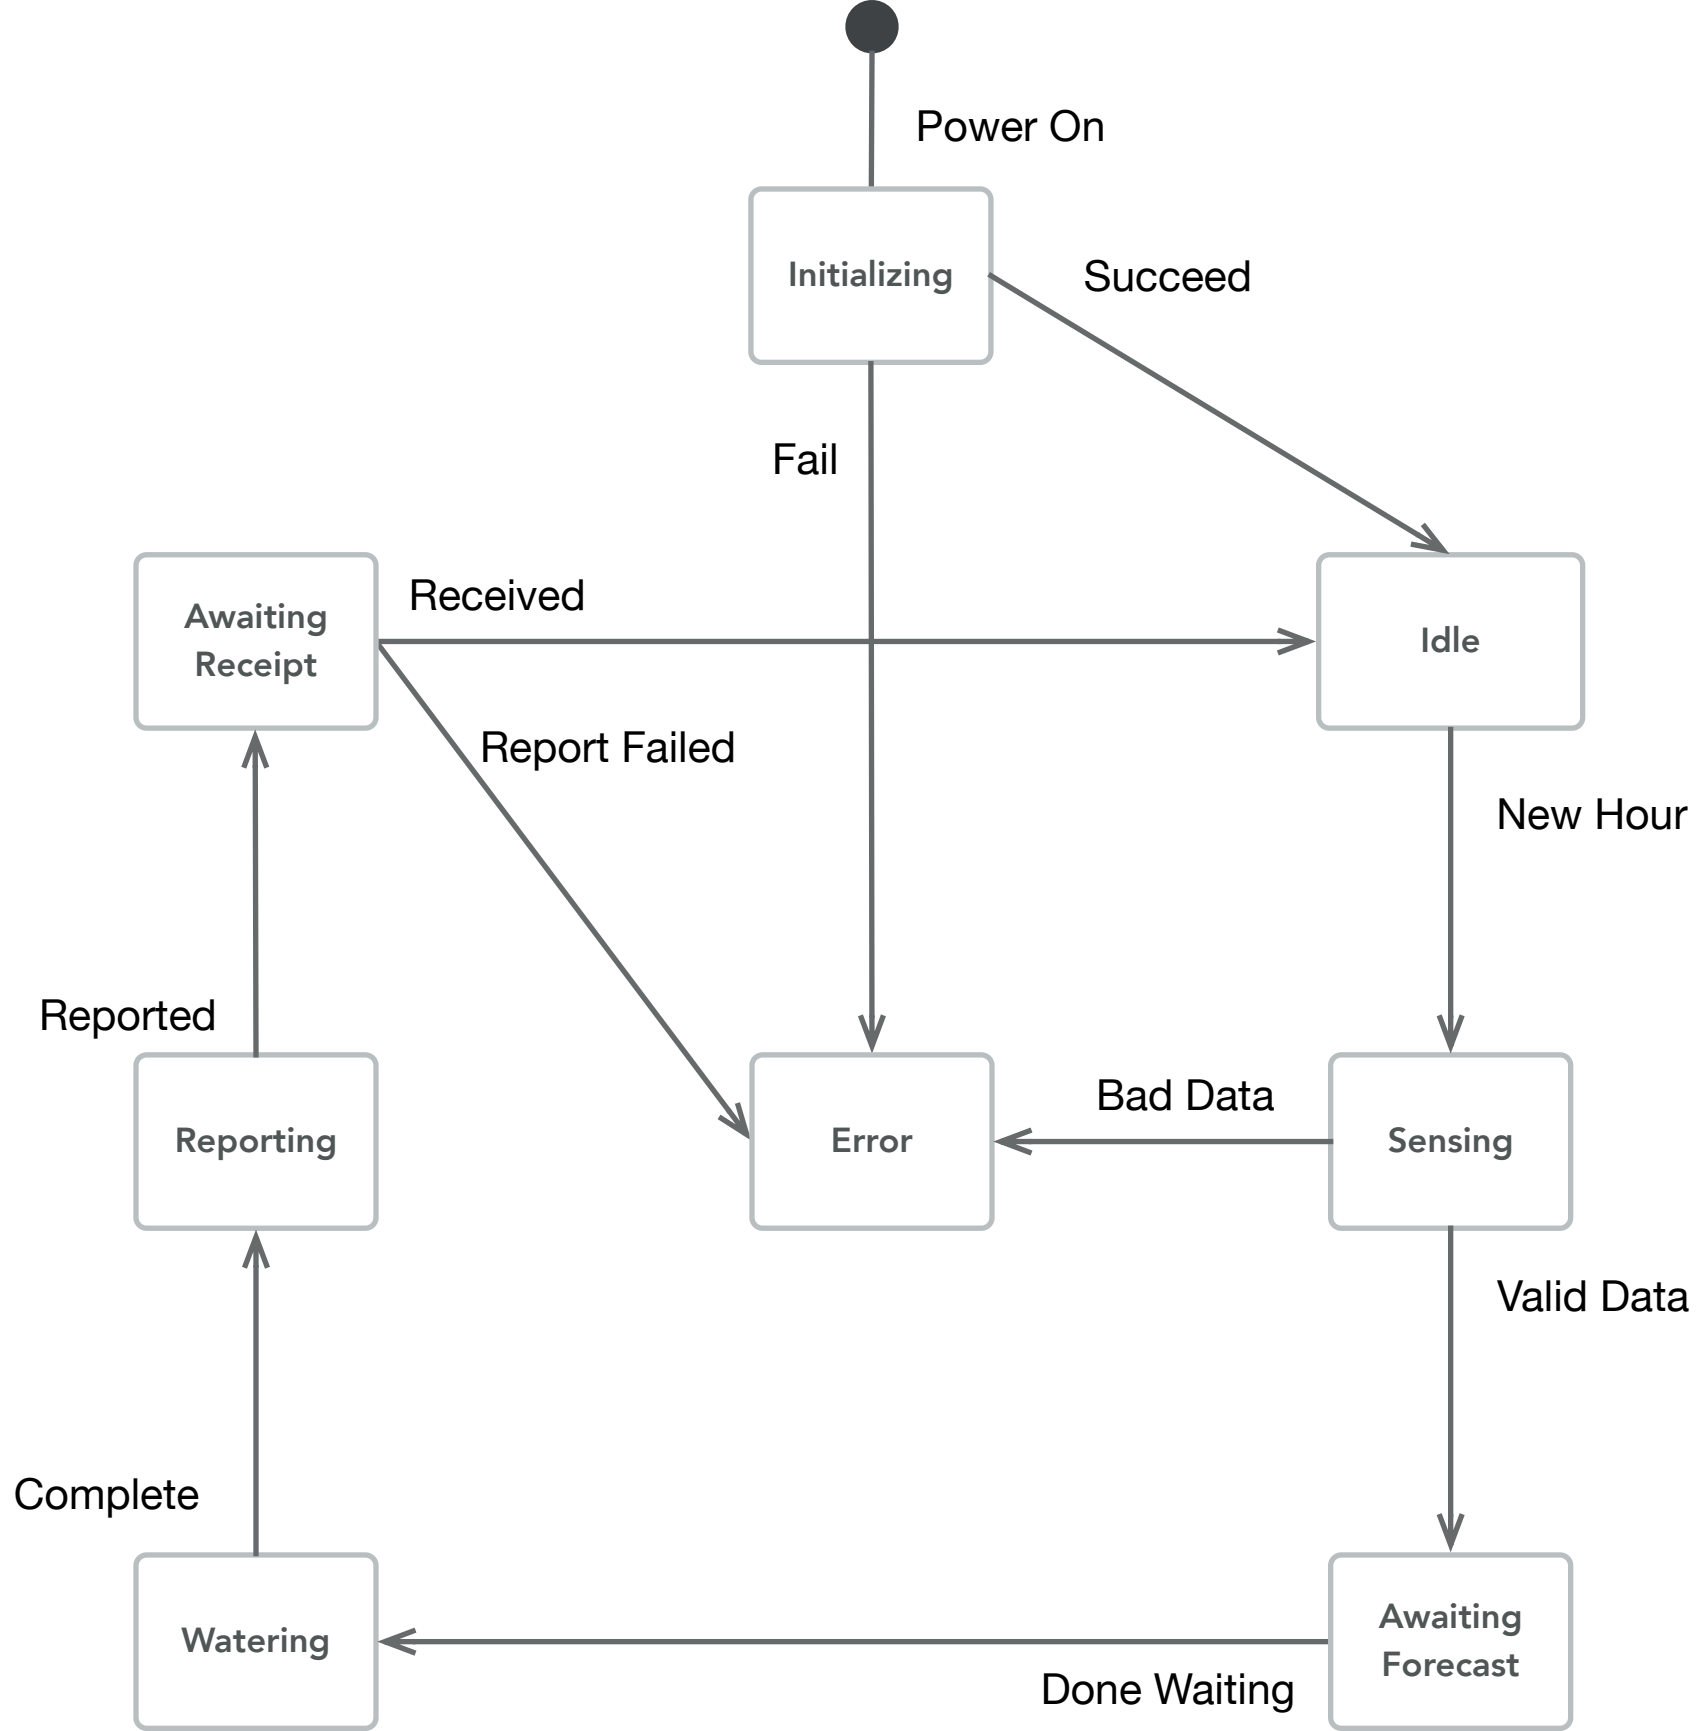 Power On
Initializing
Succeed
Fail
Awaiting
Receipt
Received
Idle
Report Failed
New Hour
Reported
Reporting
Error
Bad Data
Sensing
Valid Data
Complete
Watering
Awaiting
Forecast
Done Waiting